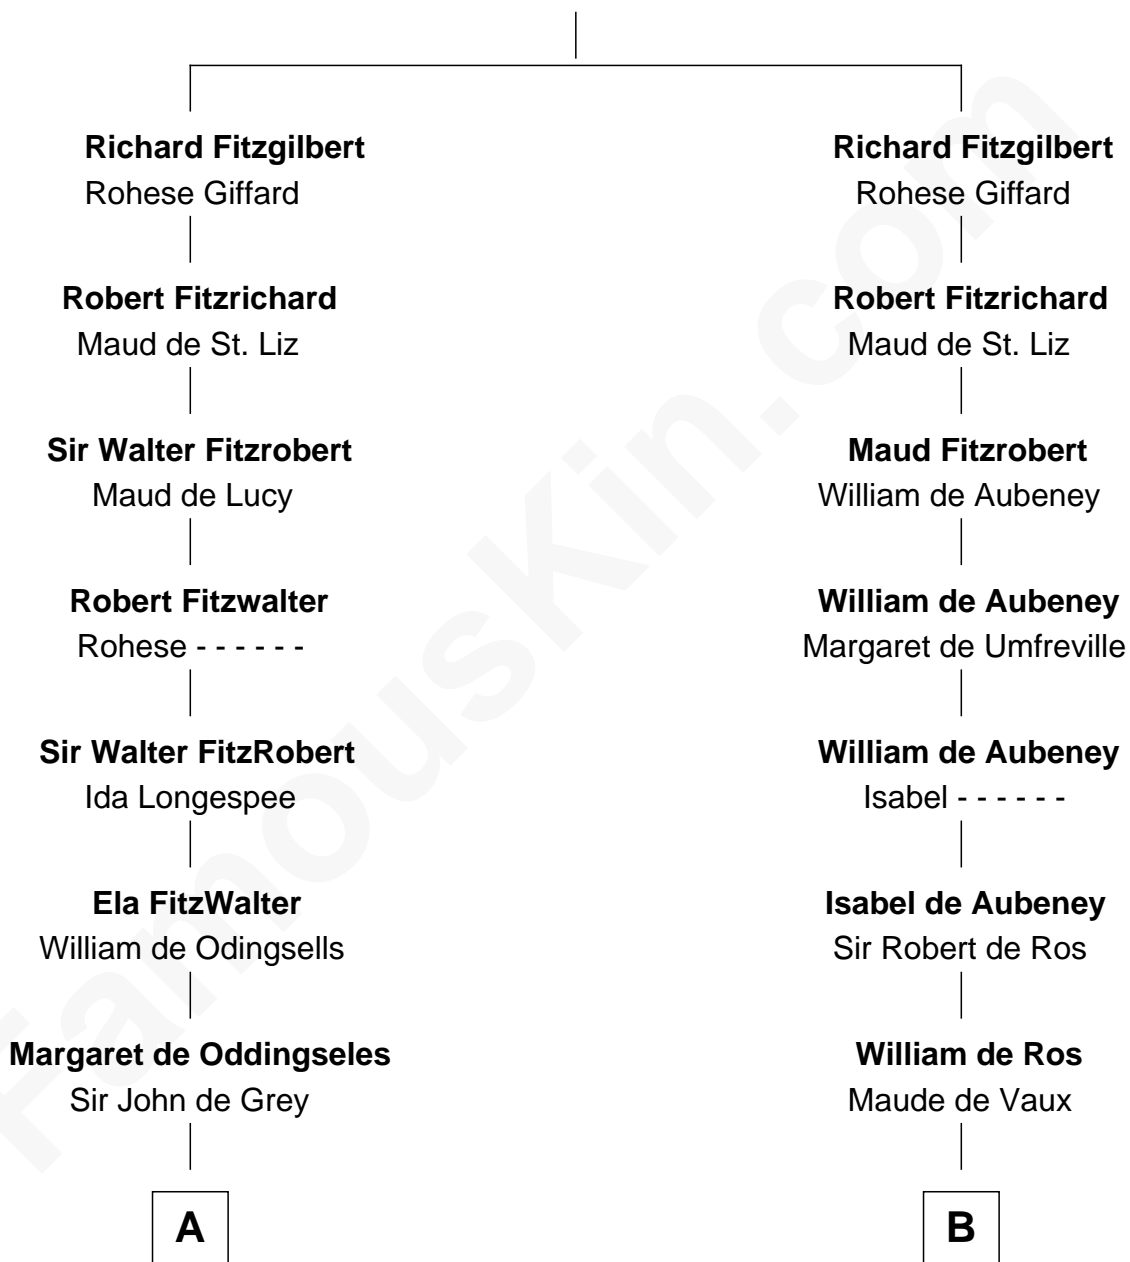 Richard Fitzgilbert
Rohese Giffard
Robert Fitzrichard
Maud de St. Liz
Sir Walter Fitzrobert
Maud de Lucy
Robert Fitzwalter
Rohese - - - - - -
Sir Walter FitzRobert
Ida Longespee
Ela FitzWalter
William de Odingsells
Margaret de Oddingseles
Sir John de Grey
A
Richard Fitzgilbert
Rohese Giffard
Robert Fitzrichard
Maud de St. Liz
Maud Fitzrobert
William de Aubeney
William de Aubeney
Margaret de Umfreville
William de Aubeney
Isabel - - - - - -
Isabel de Aubeney
Sir Robert de Ros
William de Ros
Maude de Vaux
B
FamousKin.com